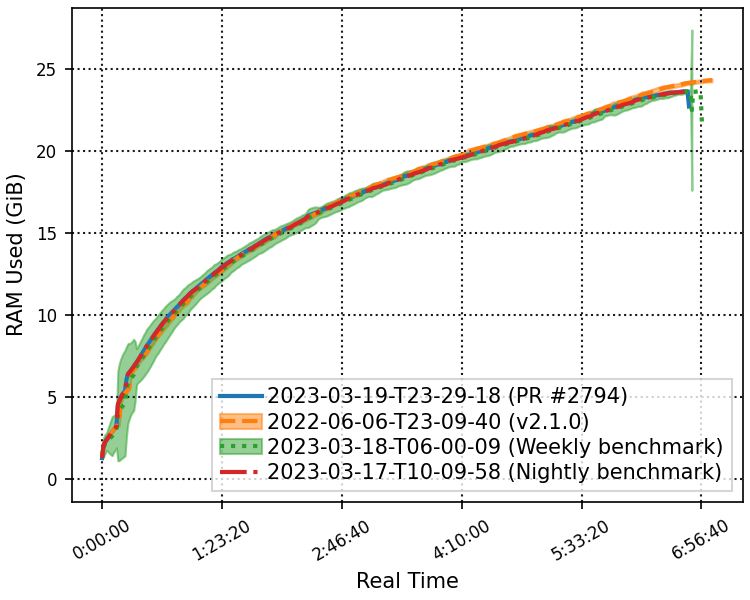 25
20
15
10
5
0
RAM Used (GiB)
2023-03-19-T23-29-18 (PR #2794)
2022-06-06-T23-09-40 (v2.1.0)
2023-03-18-T06-00-09 (Weekly benchmark)
2023-03-17-T10-09-58 (Nightly benchmark)
0:00:00 1:23:20 2:46:40 4:10:00 5:33:20 6:56:40
Real Time